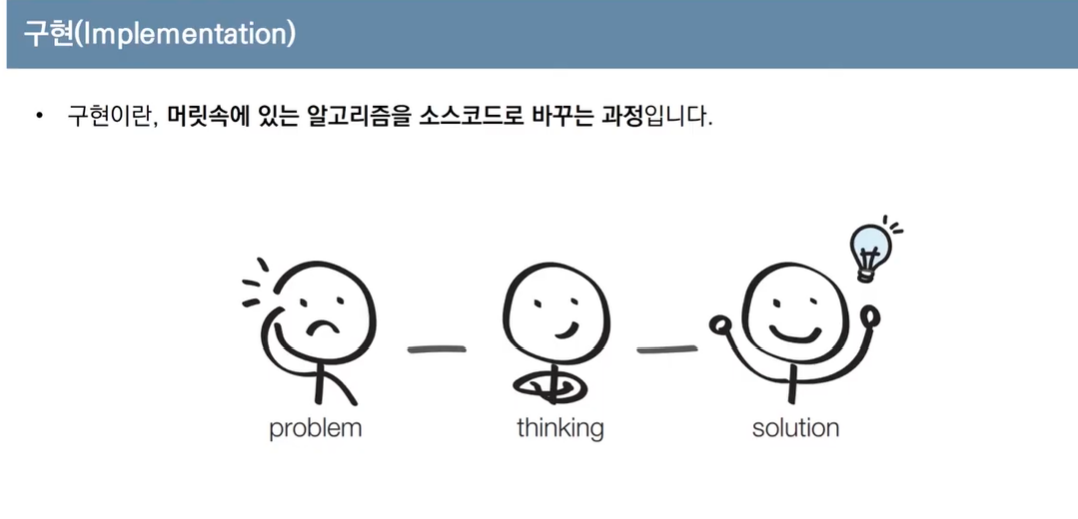 구현(Implementation)
• 구현이란, 머릿속에 있는 알고리즘을 소스코드로 바꾸는 과정입니다.
problem thinking solution